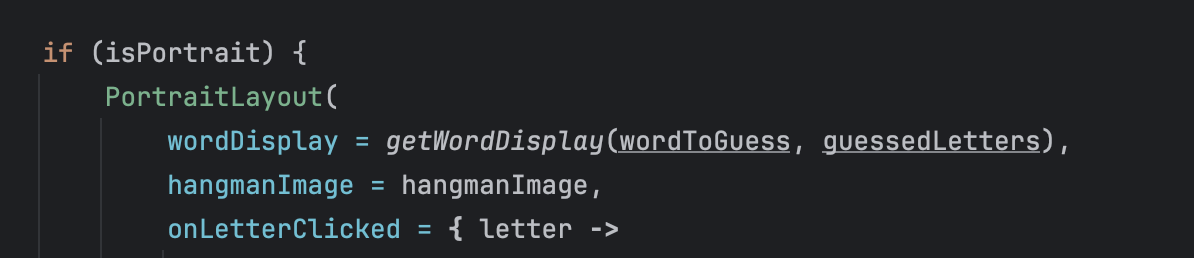 if (isPortrait) {
PortraitLayout(
wordDisplay = getWordDisplay(wordToGuess, guessedLetters),
hangmanImage = hangmanImage,
onLetterClicked = { letter ->